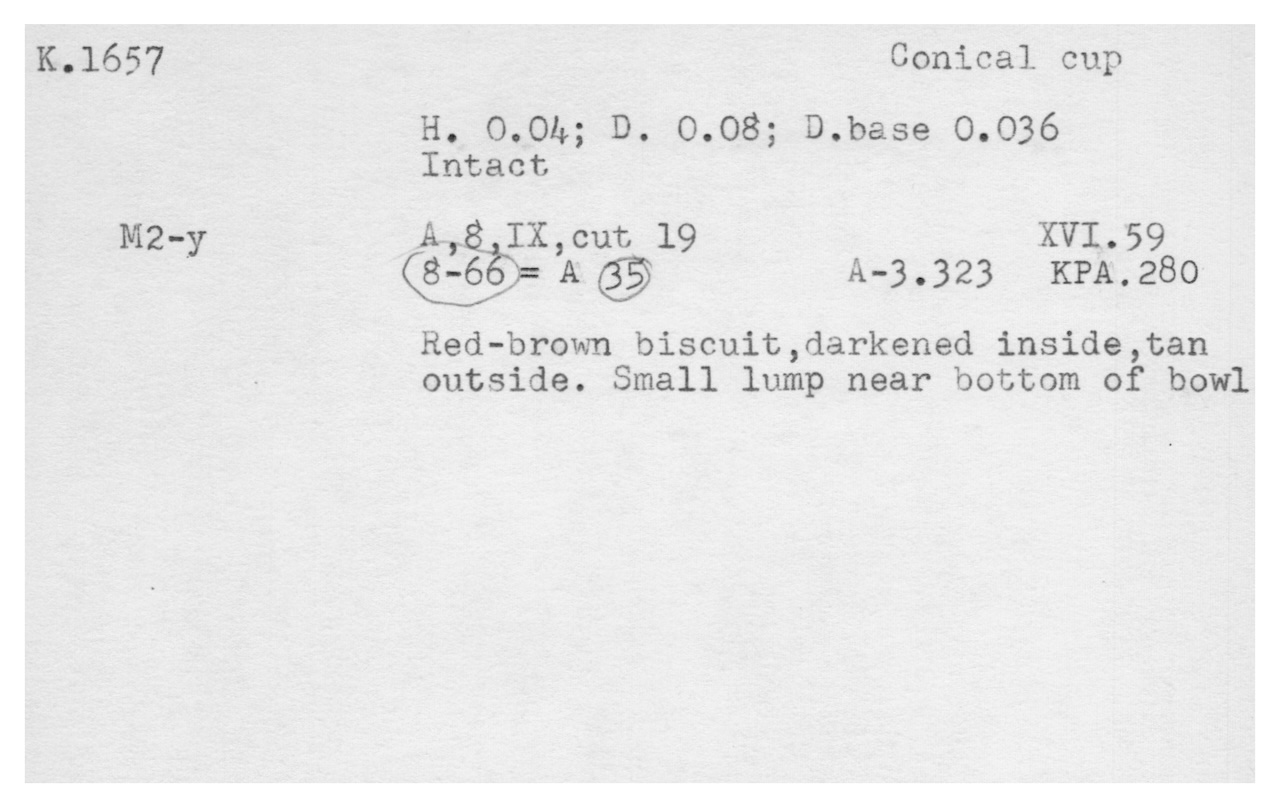 K.1657 Conical cup
H. 0.04; D. 0.08; D.base 0.036
Intact
M2-y A,8,IX,cut 19 XVI.59
8-66 = A 35 A-3.323 KPA.280
Red-brown biscuit,darkened inside,tan
outside. Small lump near bottom of bowl